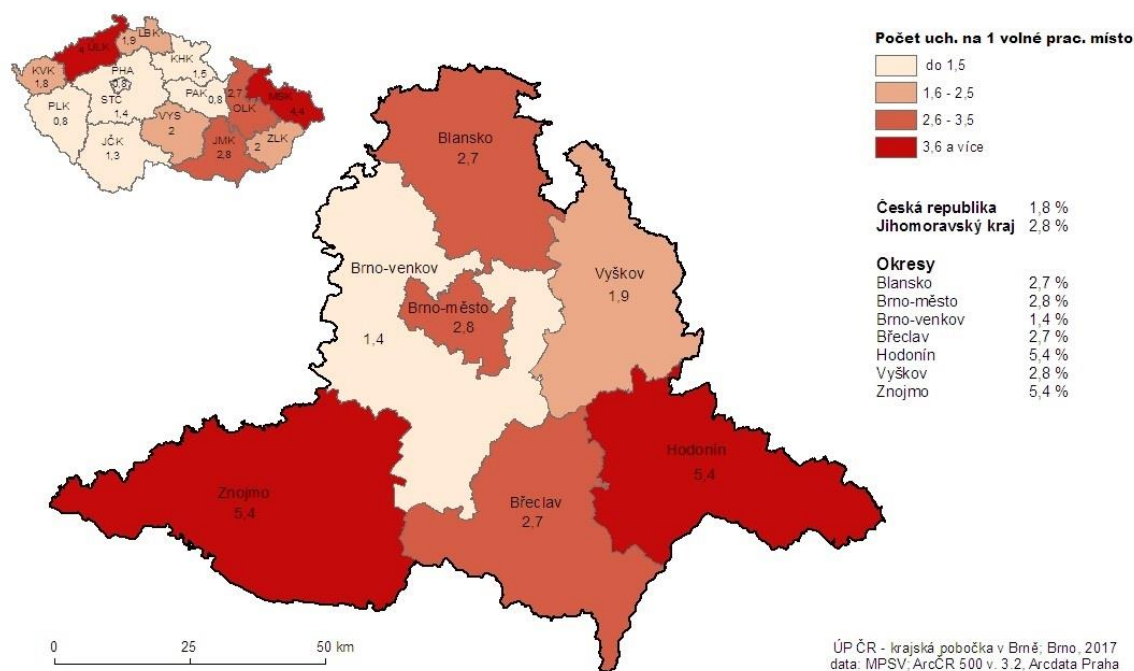 LBK
1,9
ÚLK
4
KVK
1,8
KHK
1,5
PHA
0,8
STČ
1,4
PAK
0,8
PLK
0,8
JČK
1,3
VYS
2
JMK
2,8
2,7
OLK
MSK
4,4
ZLK
2
Počet uch. na 1 volné prac. místo
do 1,5
1,6 - 2,5
2,6 - 3,5
3,6 a více
Česká republika 1,8 %
Jihomoravský kraj 2,8 %
Okresy
Blansko 2,7 %
Brno-město 2,8 %
Brno-venkov 1,4 %
Břeclav 2,7 %
Hodonín 5,4 %
Vyškov 2,8 %
Znojmo 5,4 %
Blansko
2,7
Brno-venkov
1,4
Brno-město
2,8
Vyškov
1,9
Znojmo
5,4
Břeclav
2,7
Hodonín
5,4
0 25 50 km
ÚP ČR - krajská pobočka v Brně; Brno, 2017
data: MPSV; ArcČR 500 v. 3.2, Arcdata Praha